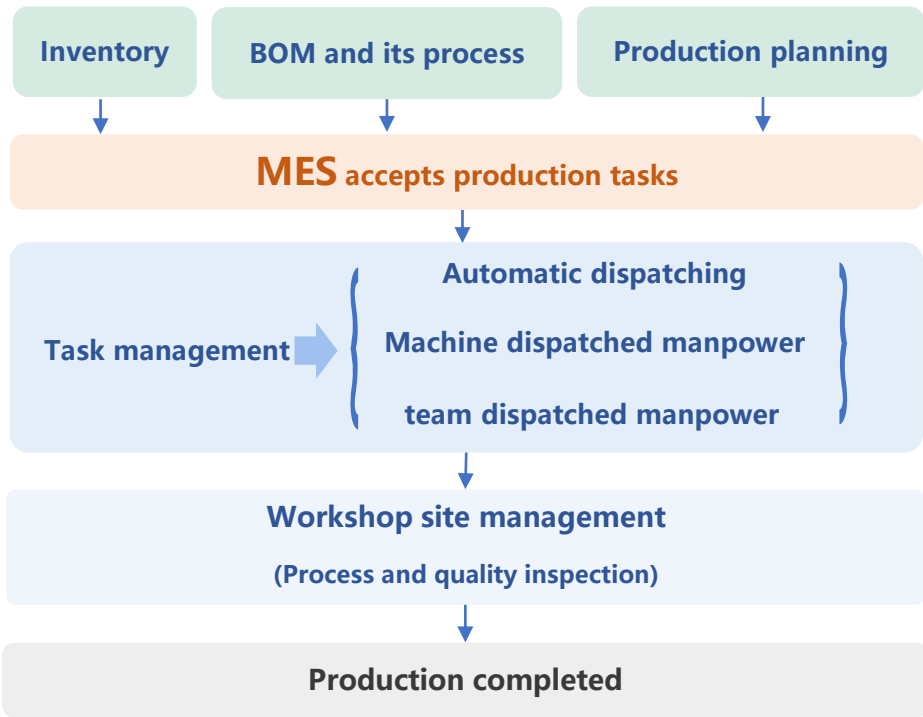 Inventory
BOM and its process
Production planning
MES accepts production tasks
Automatic dispatching
Task management
Machine dispatched manpower
team dispatched manpower
Workshop site management
(Process and quality inspection)
Production completed